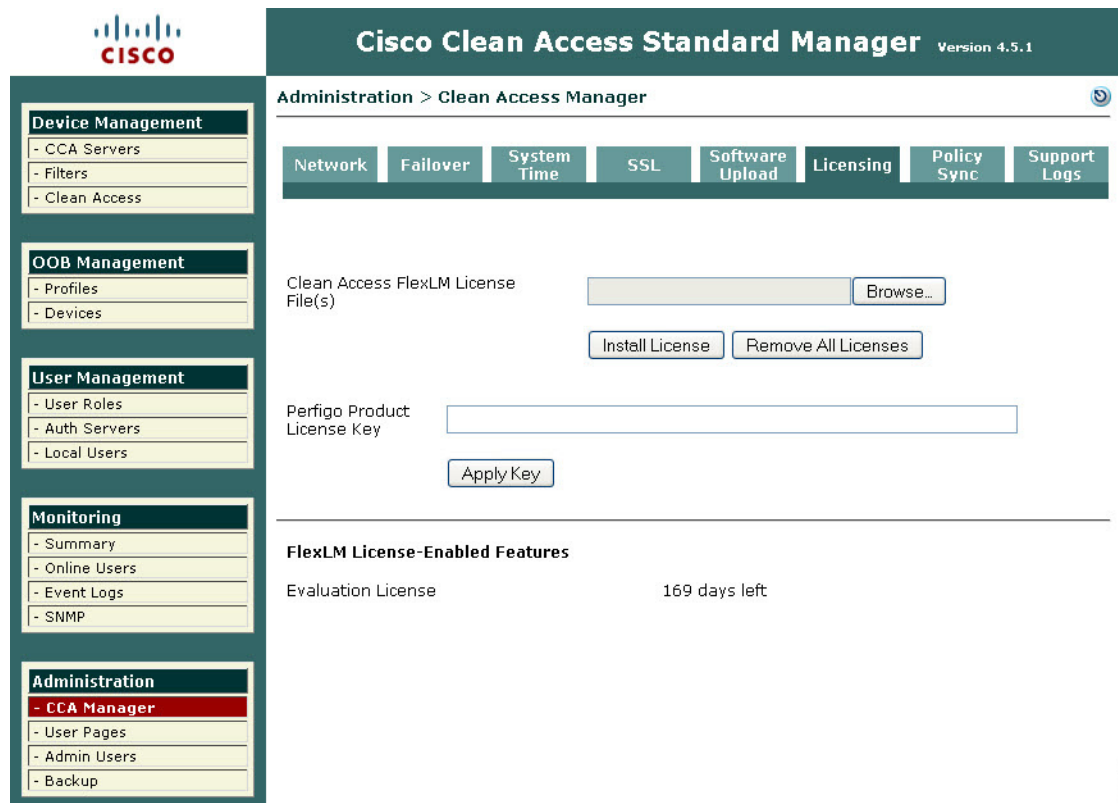 CISCO
Cisco Clean Access Standard Manager Version 4.5.1
Device Management
- CCA Servers
- Filters
- Clean Access
OOB Management
- Profiles
- Devices
User Management
- User Roles
- Auth Servers
- Local Users
Monitoring
- Summary
- Online Users
- Event Logs
- SNMP
Administration
- CCA Manager
- User Pages
- Admin Users
- Backup
Administration > Clean Access Manager
Network
Failover
System
Time
SSL
Software
Upload
Licensing
Policy
Sync
Support
Logs
Clean Access FlexLM License
File(s)
Browse...
Install License
Remove All Licenses
Perfigo Product
License Key
Apply Key
FlexLM License-Enabled Features
Evaluation License 169 days left